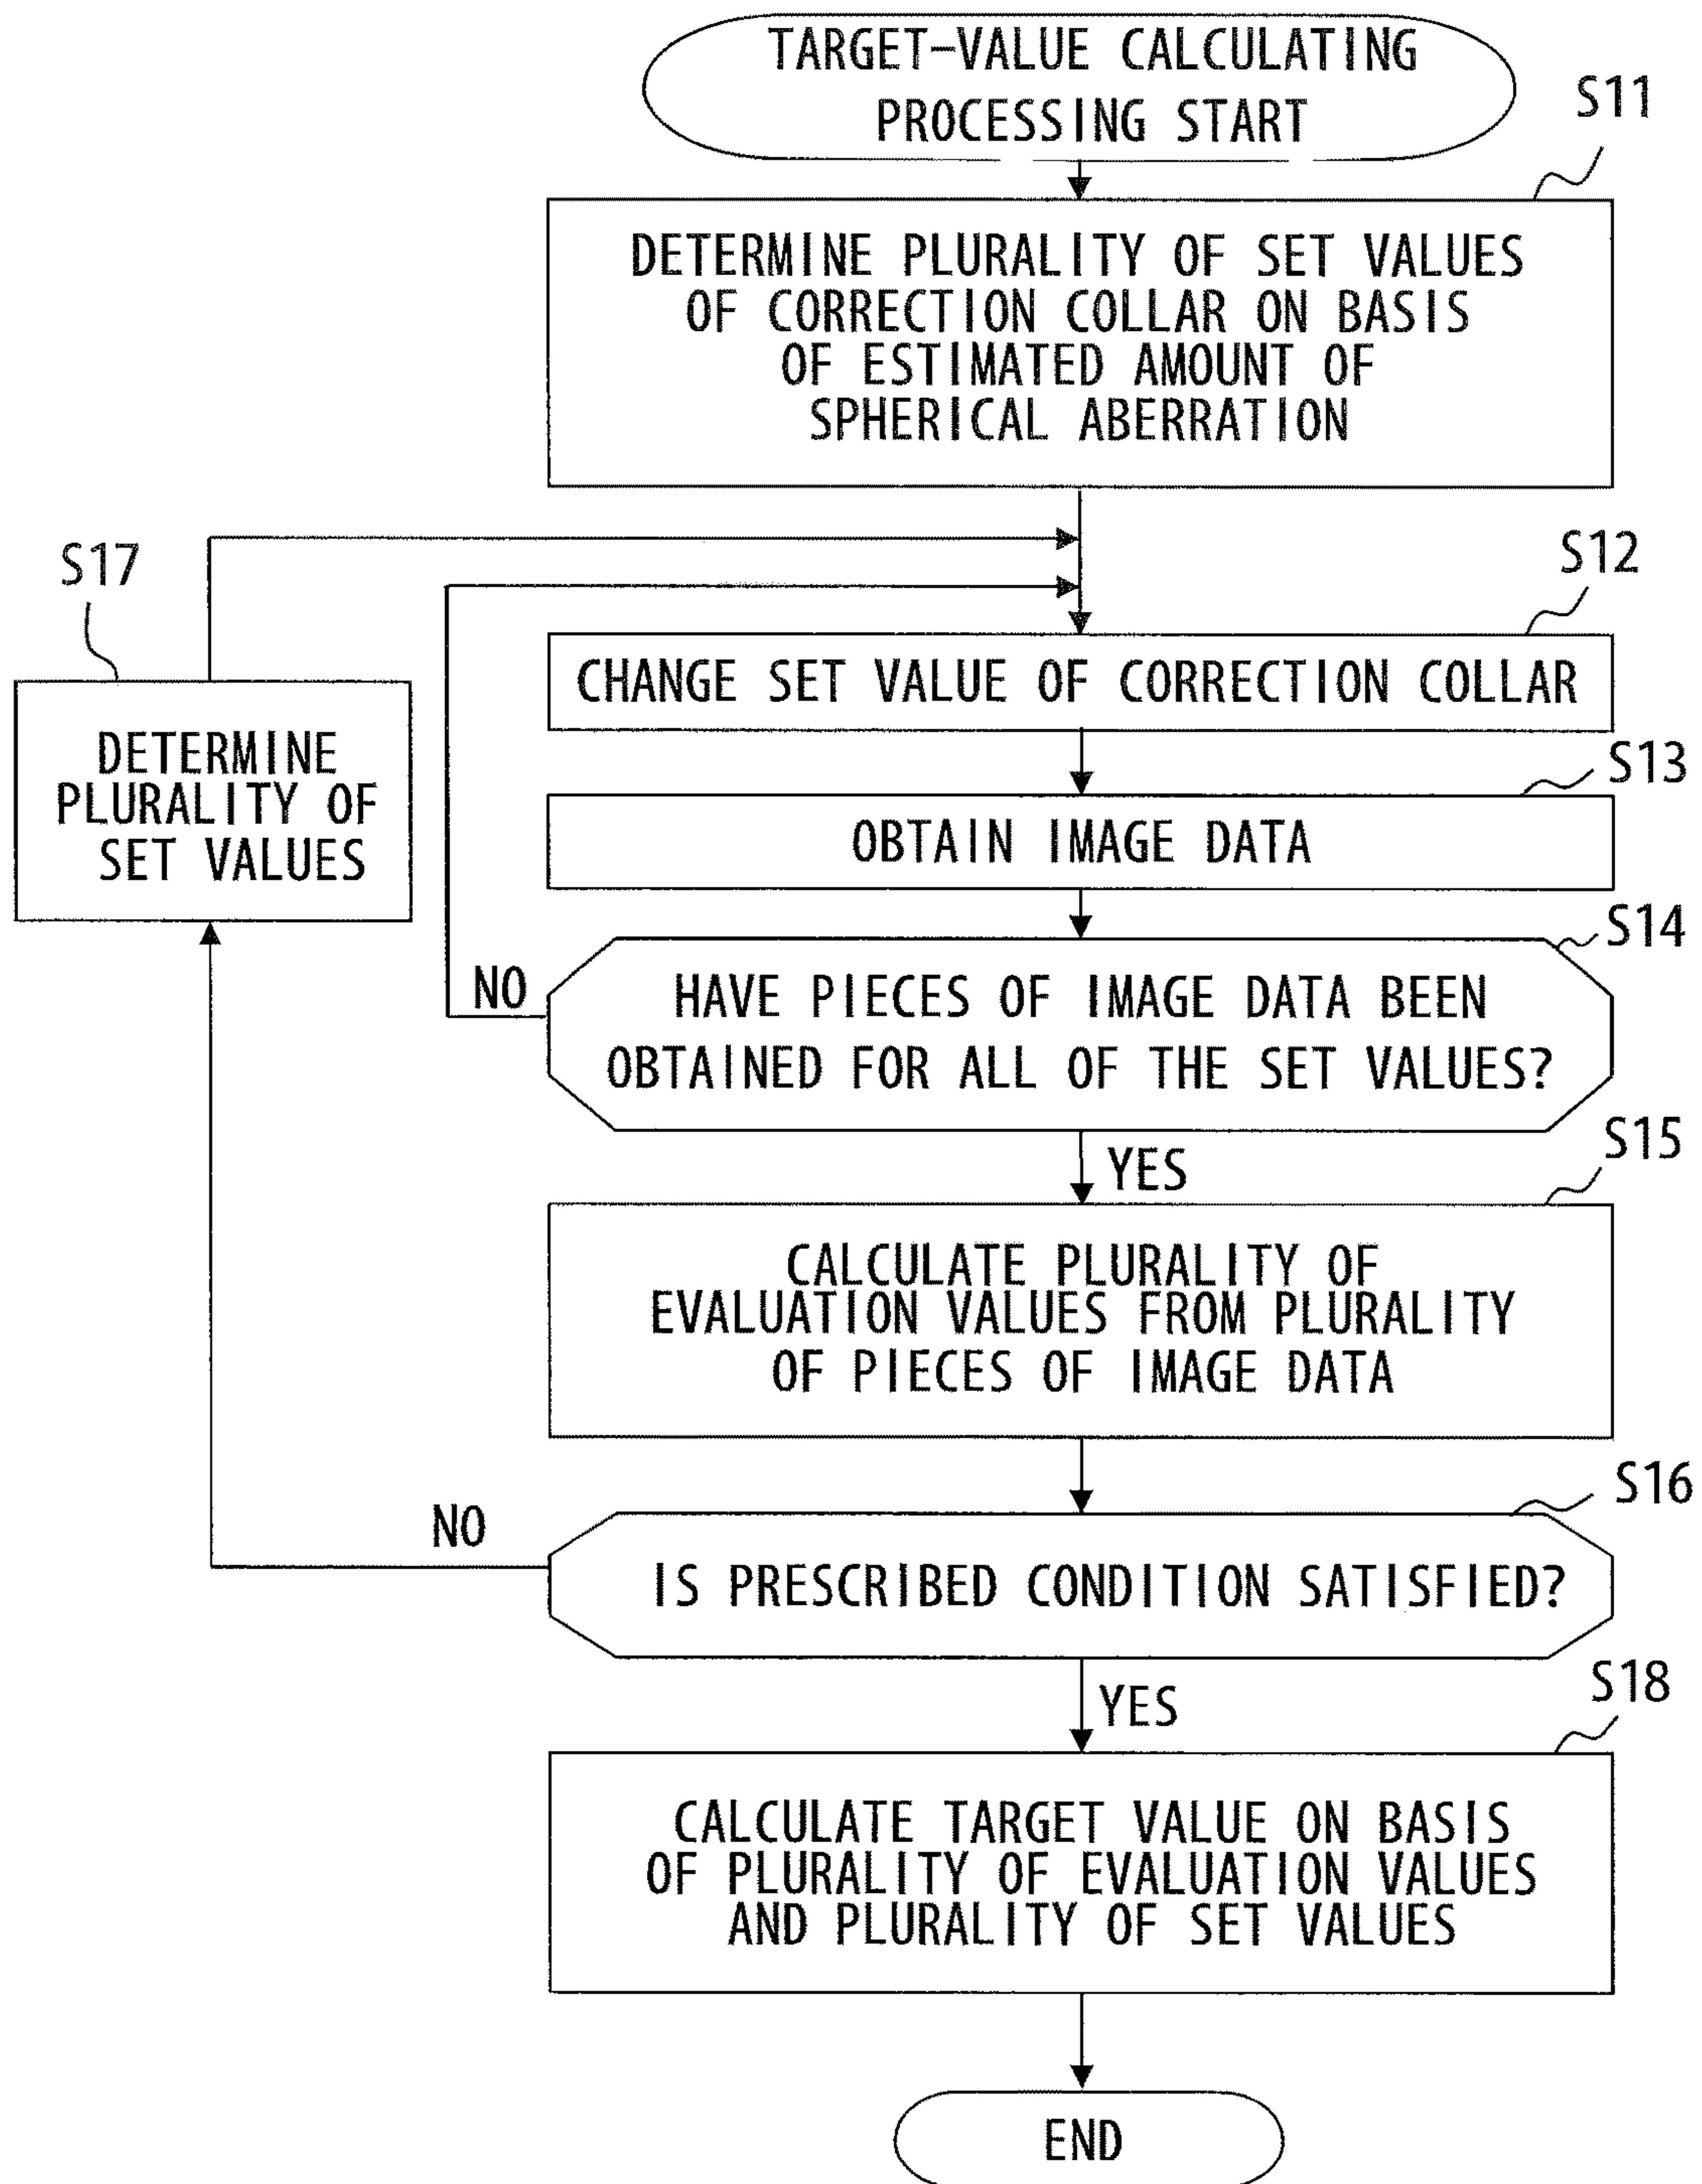 TARGET-VALUE CALCULATING
PROCESSING START
S11
DETERMINE PLURALITY OF SET VALUES
OF CORRECTION COLLAR ON BASIS
OF ESTIMATED AMOUNT OF
SPHERICAL ABERRATION
S17
S12
CHANGE SET VALUE OF CORRECTION COLLAR
DETERMINE
PLURALITY OF
SET VALUES
S13
OBTAIN IMAGE DATA
S14
NO
HAVE PIECES OF IMAGE DATA BEEN
OBTAINED FOR ALL OF THE SET VALUES?
YES
S15
CALCULATE PLURALITY OF
EVALUATION VALUES FROM PLURALITY
OF PIECES OF IMAGE DATA
S16
NO
IS PRESCRIBED CONDITION SATISFIED?
YES
S18
CALCULATE TARGET VALUE ON BASIS
OF PLURALITY OF EVALUATION VALUES
AND PLURALITY OF SET VALUES
END